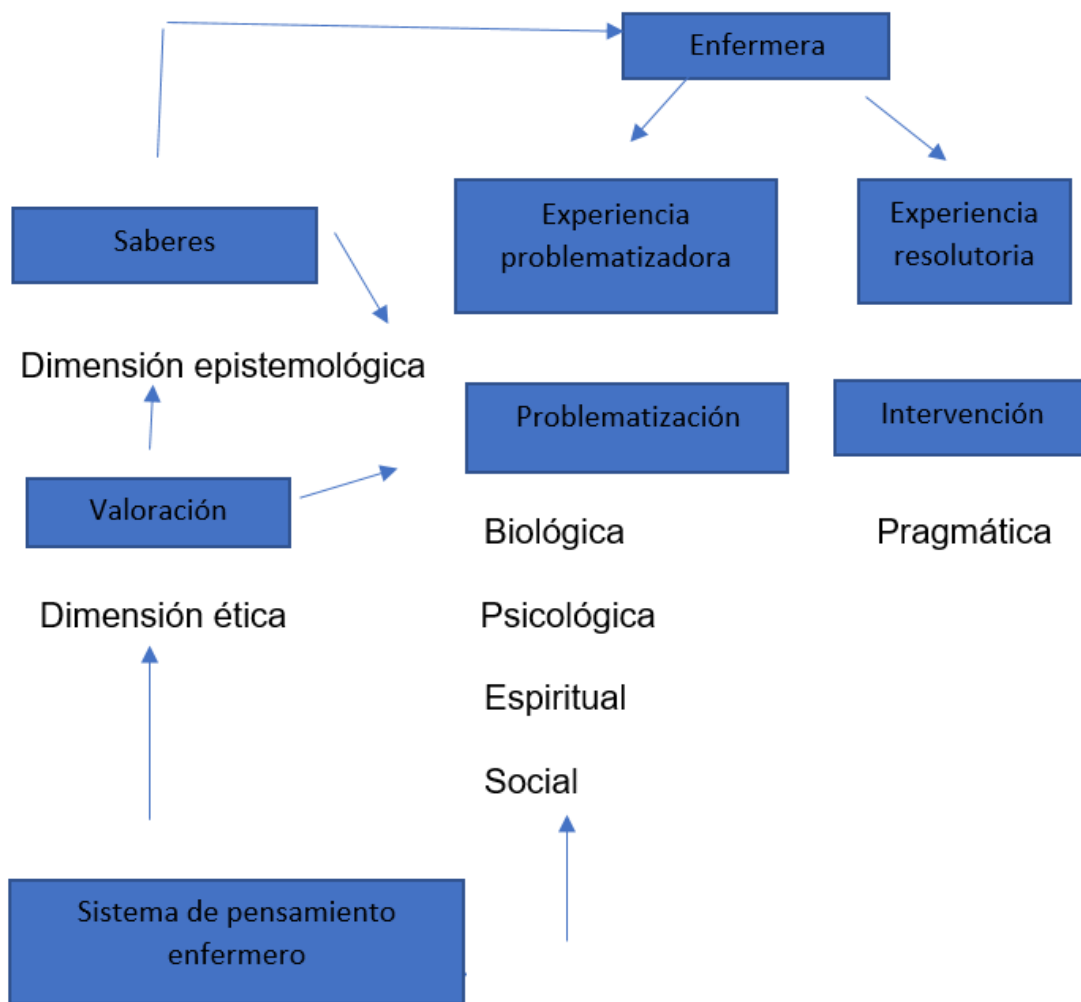 Enfermera
Saberes
Experiencia
problematizadora
Experiencia
resolutoria
Dimensión epistemológica
Problematización
Intervención
Valoración
Biológica
Pragmática
Dimensión ética
Psicológica
Espiritual
Social
Sistema de pensamiento
enfermero